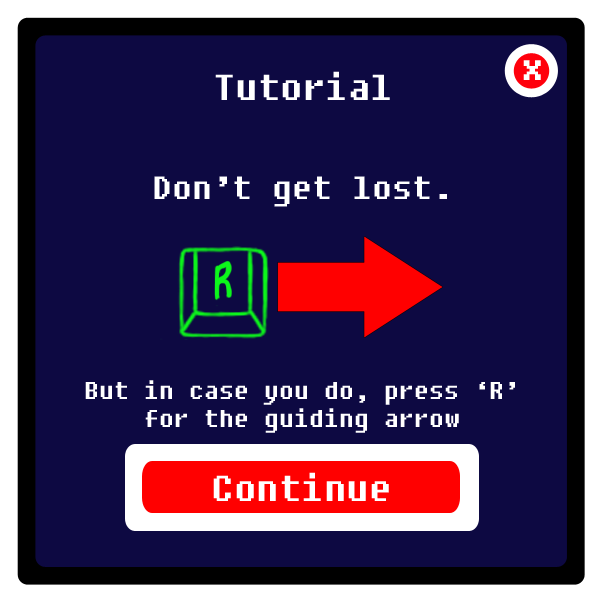 Tutorial
X
Don't get lost.
R
But in case you do, press ‘R’
for the guiding arrow
Continue